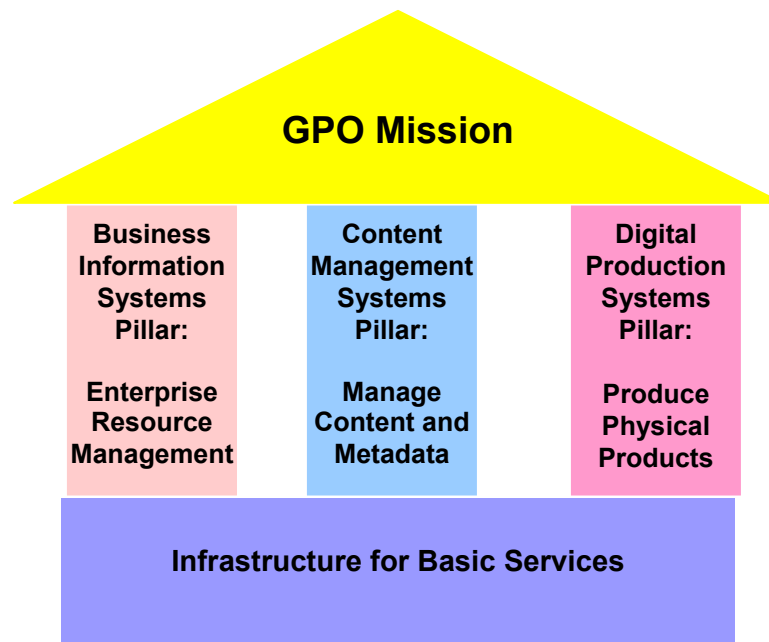 GPO Mission
Business
Information
Systems
Pillar:
Enterprise
Resource
Management
Content
Management
Systems
Pillar:
Manage
Content and
Metadata
Digital
Production
Systems
Pillar:
Produce
Physical
Products
Infrastructure for Basic Services